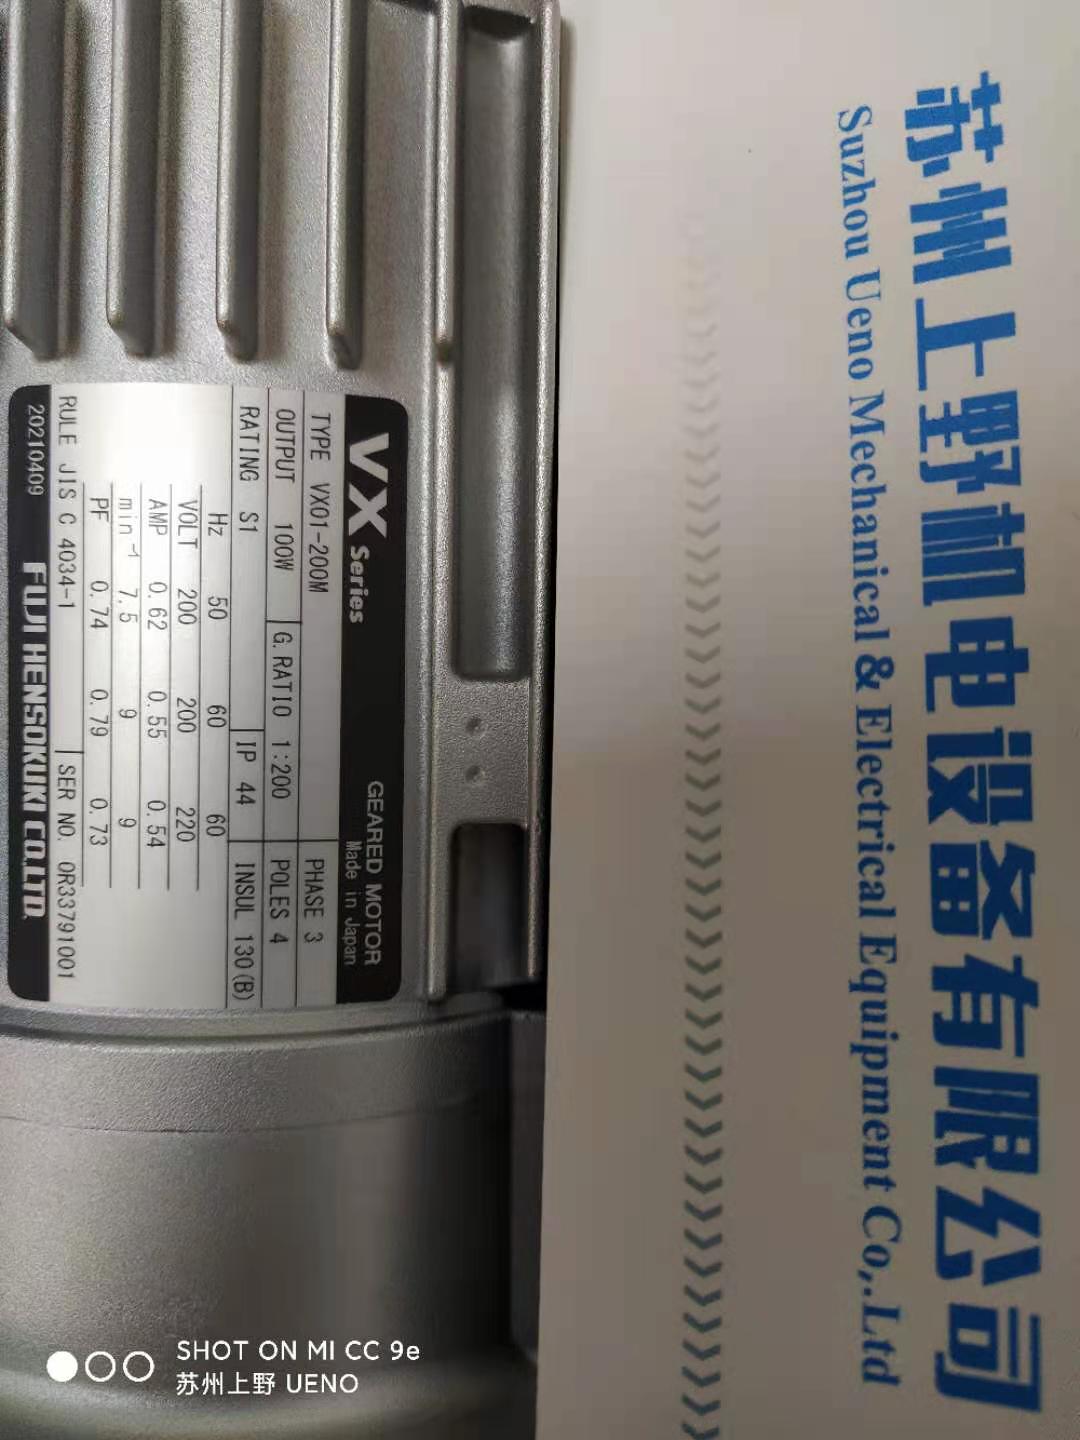 VX Series
GEARED MOTOR
Made in Japan
TYPE VX01-200M PHASE 3
OUTPUT 100W G.RATIO 1:200 POLES 4
RATING S1 IP 44 INSUL 130(B)
Hz 50 60 60
VOLT 200 200 220
AMP 0.62 0.55 0.54
min⁻¹ 7.5 9 9
PF 0.74 0.79 0.73
RULE JIS C 4034-1 SER NO. 0R33791001
20210409 FUJI HENSOKUKI CO.LTD.
苏州上野机电设备有限公司
Suzhou Ueno Mechanical & Electrical Equipment Co,.Ltd
SHOT ON MI CC 9e
苏州上野 UENO